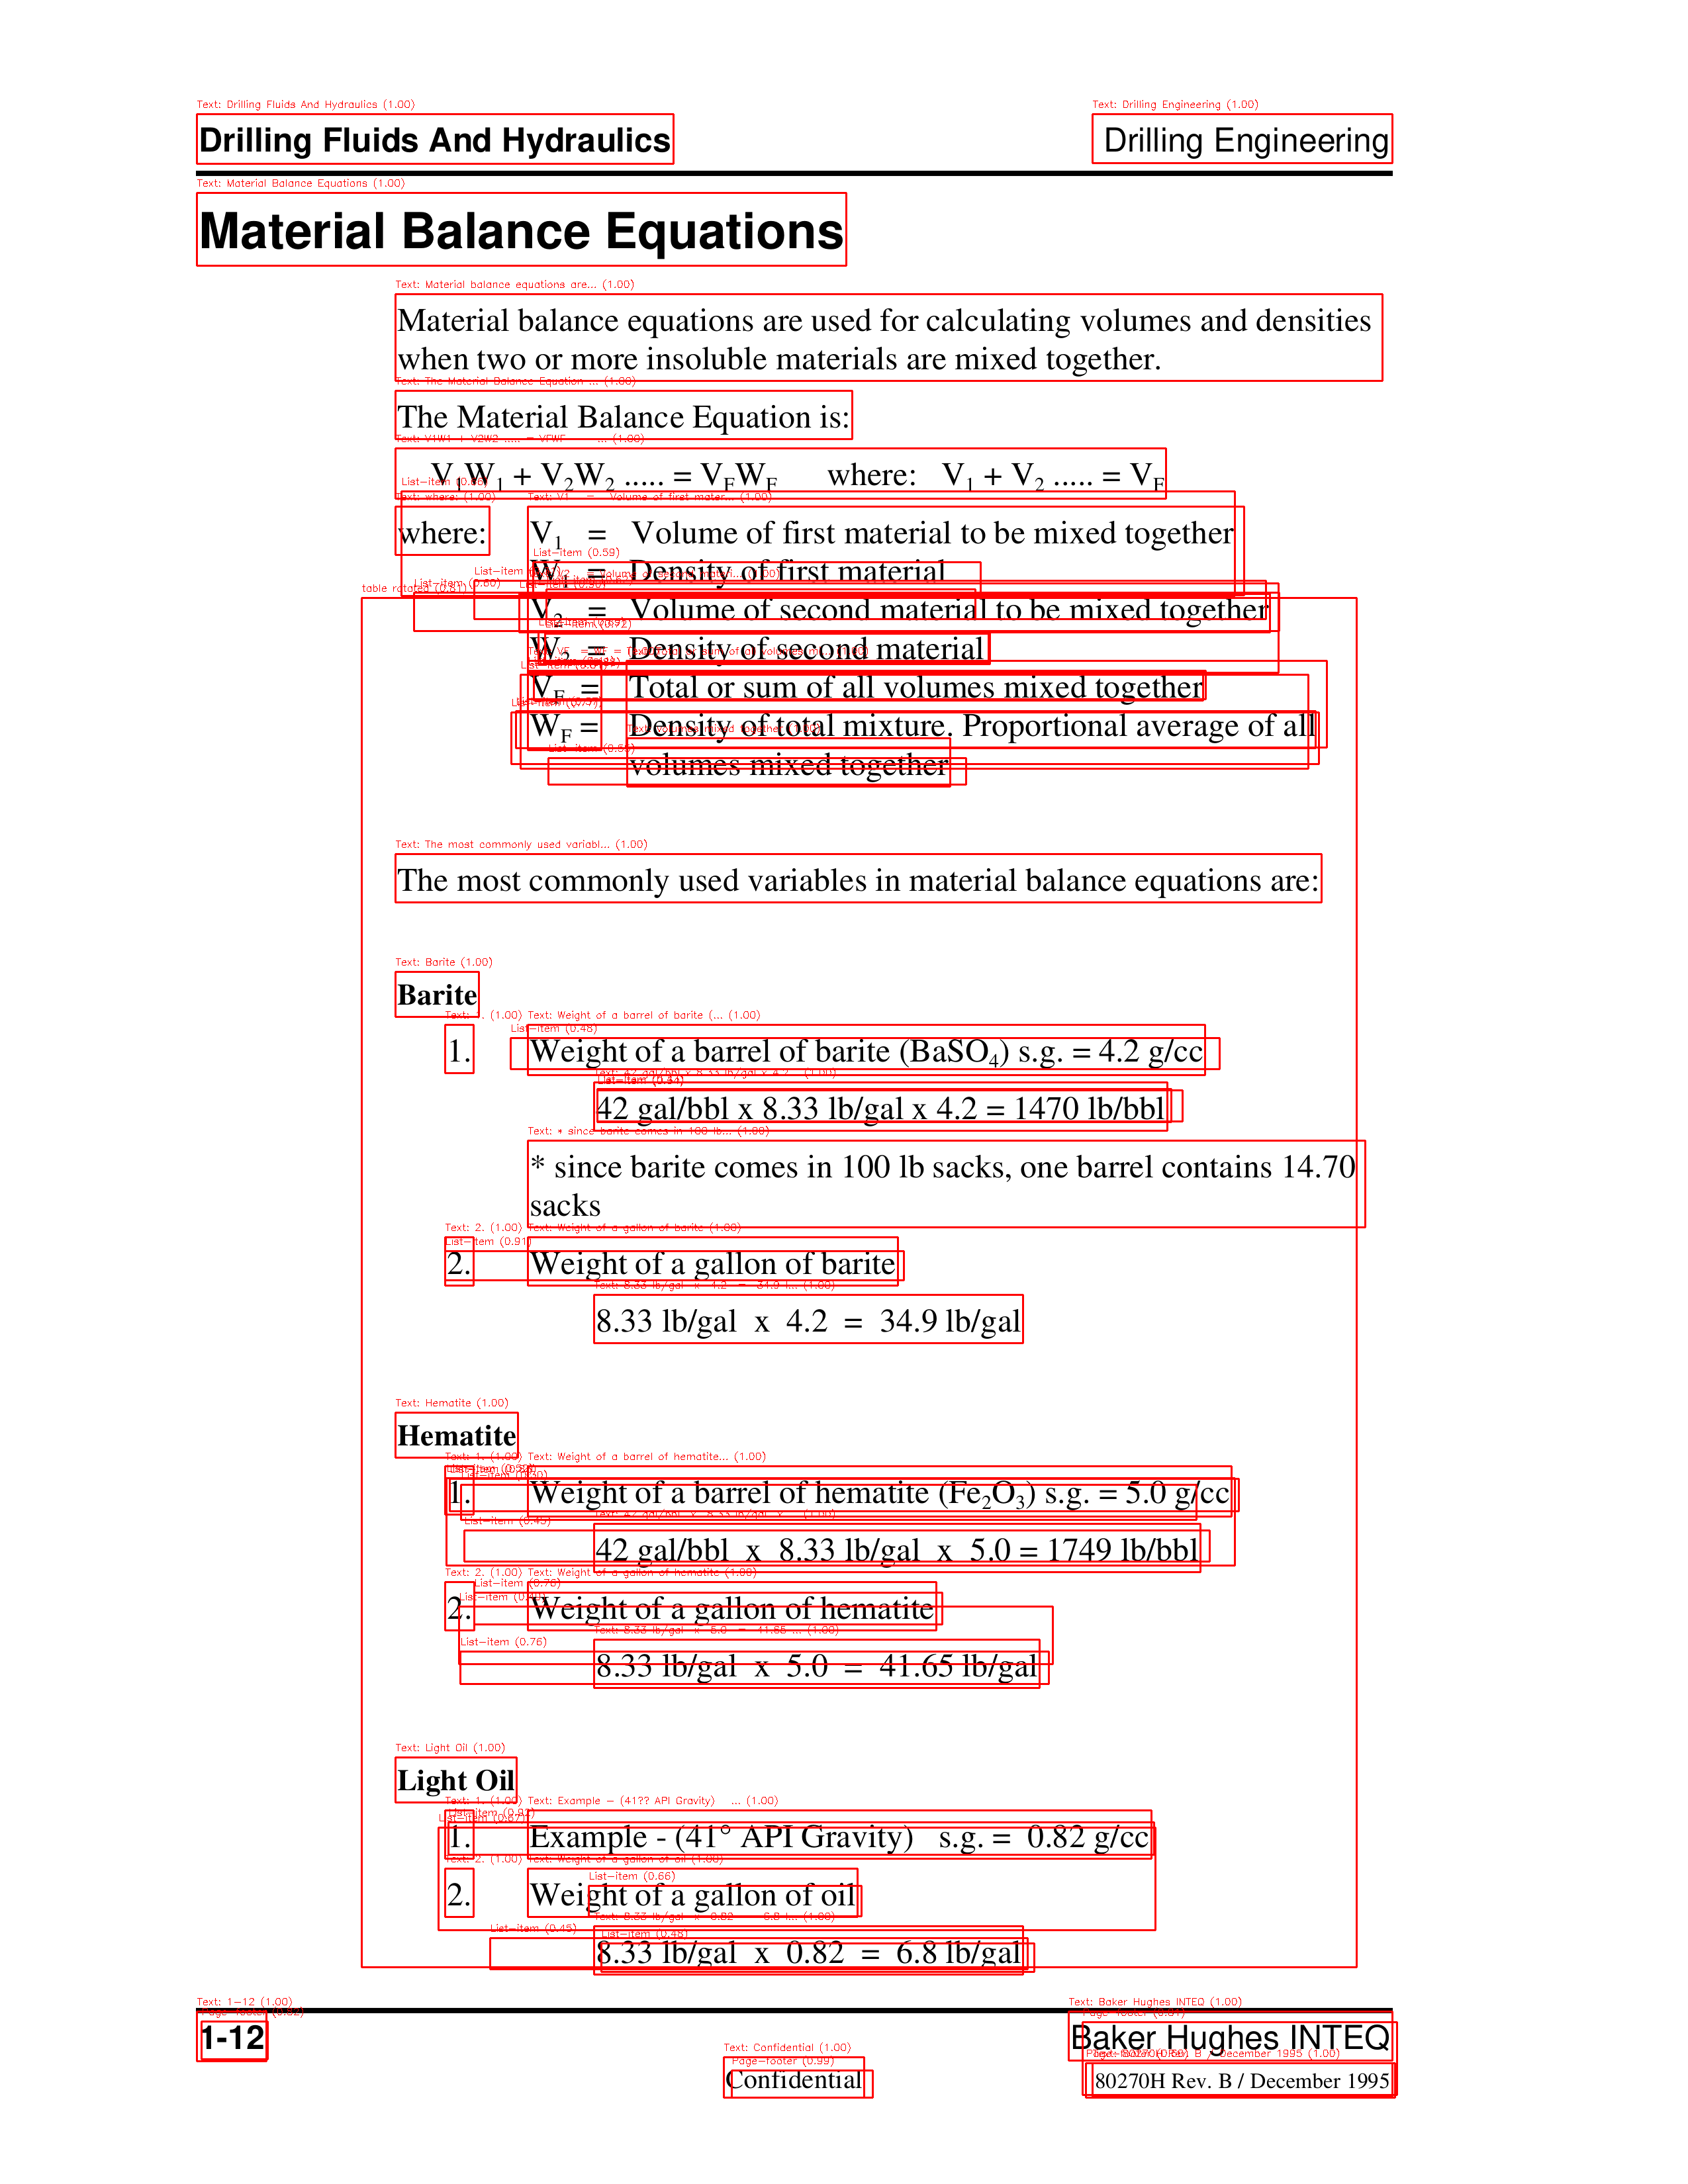 Drilling Fluids And Hydraulics
Drilling Engineering
Material Balance Equations
Material balance equations are used for calculating volumes and densities
when two or more insoluble materials are mixed together.
The Material Balance Equation is:
V₁W₁ + V₂W₂ ..... = V_FW_F where: V₁ + V₂ ..... = V_F
where: V₁ = Volume of first material to be mixed together
W₁ = Density of first material
V₂ = Volume of second material to be mixed together
W₂ = Density of second material
V_F = Total or sum of all volumes mixed together
W_F = Density of total mixture. Proportional average of all
volumes mixed together
The most commonly used variables in material balance equations are:
Barite
1. Weight of a barrel of barite (BaSO₄) s.g. = 4.2 g/cc
42 gal/bbl x 8.33 lb/gal x 4.2 = 1470 lb/bbl
* since barite comes in 100 lb sacks, one barrel contains 14.70
sacks
2. Weight of a gallon of barite
8.33 lb/gal x 4.2 = 34.9 lb/gal
Hematite
1. Weight of a barrel of hematite (Fe₂O₃) s.g. = 5.0 g/cc
42 gal/bbl x 8.33 lb/gal x 5.0 = 1749 lb/bbl
2. Weight of a gallon of hematite
8.33 lb/gal x 5.0 = 41.65 lb/gal
Light Oil
1. Example - (41° API Gravity) s.g. = 0.82 g/cc
2. Weight of a gallon of oil
8.33 lb/gal x 0.82 = 6.8 lb/gal
1-12
Baker Hughes INTEQ
Confidential
80270H Rev. B / December 1995